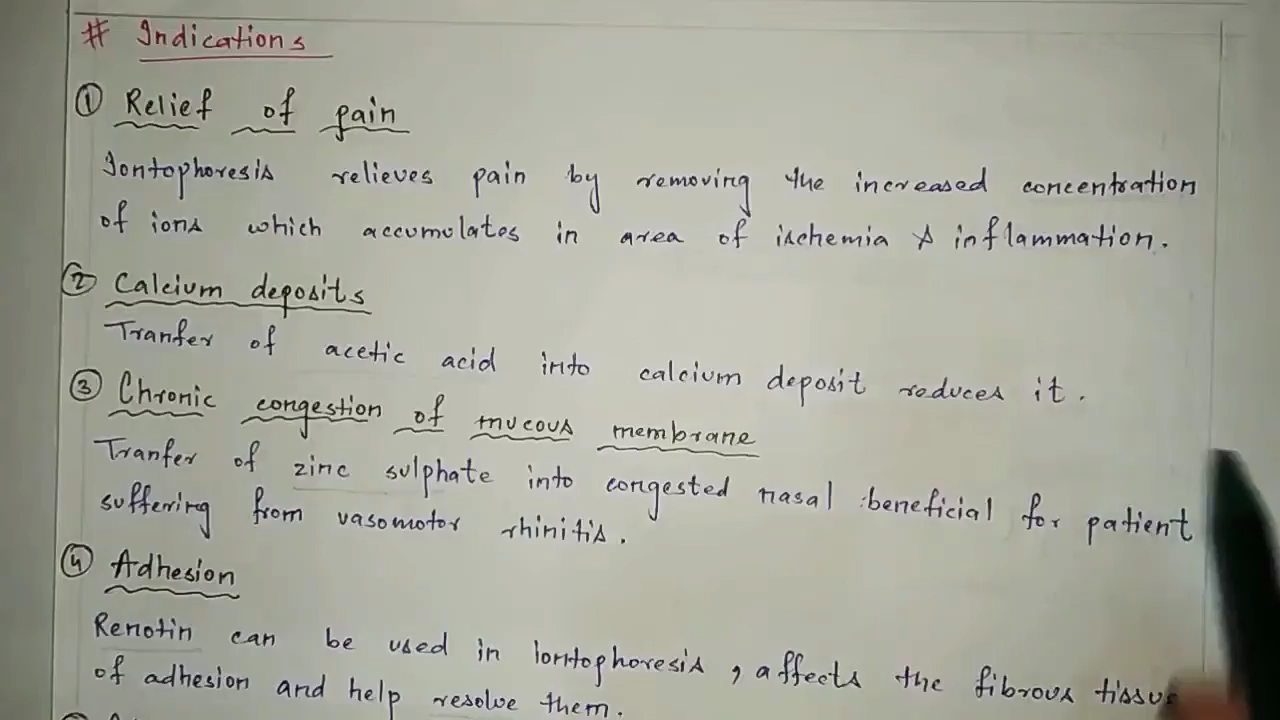 # Indications
① Relief of pain
Iontophoresis relieves pain by removing the increased concentration
of ions which accumulates in area of ischemia & inflammation.
② Calcium deposits
Tranfer of acetic acid into calcium deposit reduces it.
③ Chronic congestion of mucous membrane
Tranfer of zinc sulphate into congested nasal beneficial for patient
suffering from vasomotor rhinitis.
④ Adhesion
Renotin can be used in Iontophoresis, affects the fibrous tissue
of adhesion and help resolve them.